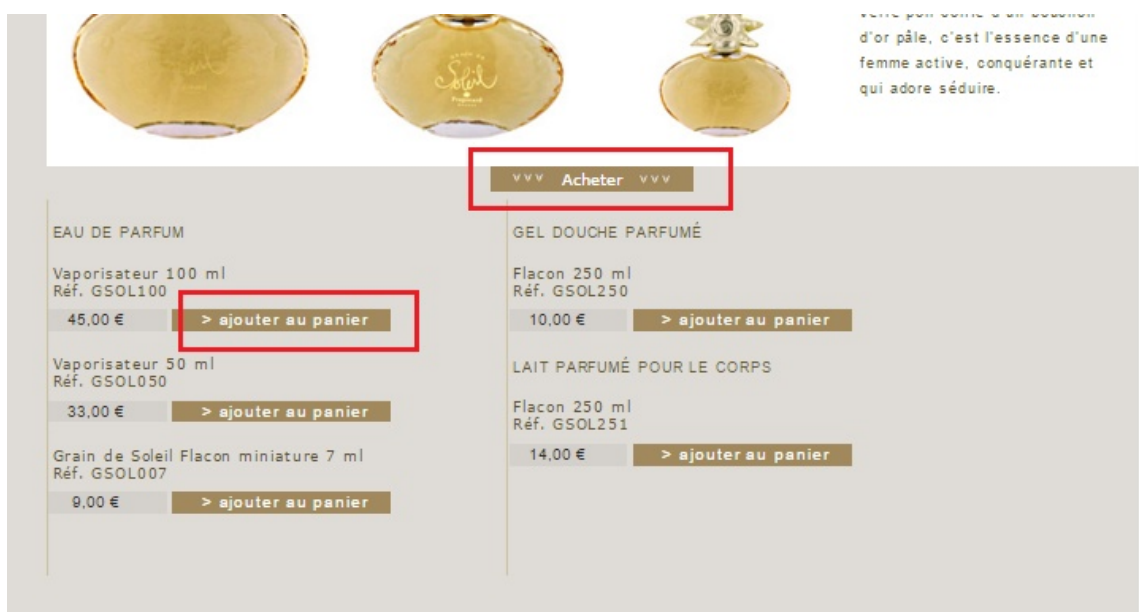 d'or pâle, c'est l'essence d'une
femme active, conquérante et
qui adore séduire.
Soleil
Fragonard
vvv Acheter vvv
EAU DE PARFUM
Vaporisateur 100 ml
Réf. GSOL100
45,00 € > ajouter au panier
Vaporisateur 50 ml
Réf. GSOL050
33,00 € > ajouter au panier
Grain de Soleil Flacon miniature 7 ml
Réf. GSOL007
9,00 € > ajouter au panier
GEL DOUCHE PARFUMÉ
Flacon 250 ml
Réf. GSOL250
10,00 € > ajouter au panier
LAIT PARFUMÉ POUR LE CORPS
Flacon 250 ml
Réf. GSOL251
14,00 € > ajouter au panier